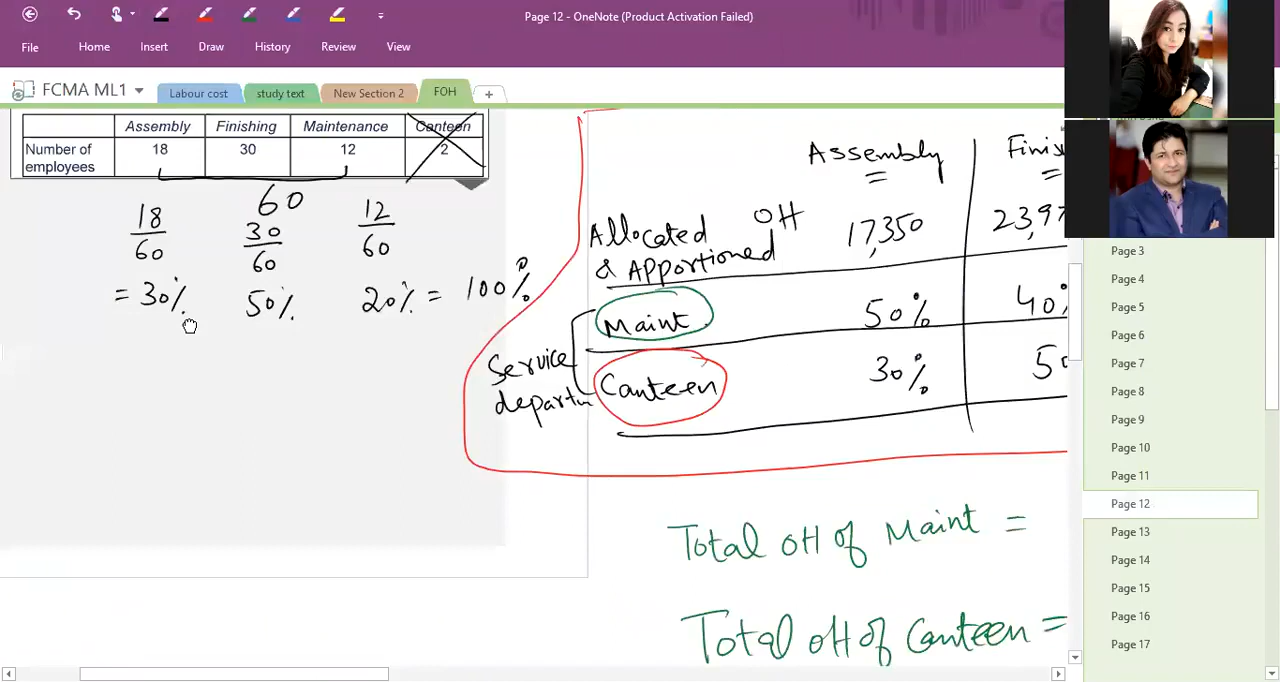 Page 12 - OneNote (Product Activation Failed)
File Home Insert Draw History Review View
FCMA ML1 Labour cost study text New Section 2 FOH +
Assembly Finishing Maintenance Canteen
Number of employees 18 30 12 2
60
18/60 30/60 12/60
= 30% 50% 20% = 100%
Assembly
Allocated & Apportioned OH 17,350 23,97
Service
Maint 50% 40%
Canteen 30% 50
Total OH of Maint =
Total OH of Canteen =
Page 3
Page 4
Page 5
Page 6
Page 7
Page 8
Page 9
Page 10
Page 11
Page 12
Page 13
Page 14
Page 15
Page 16
Page 17